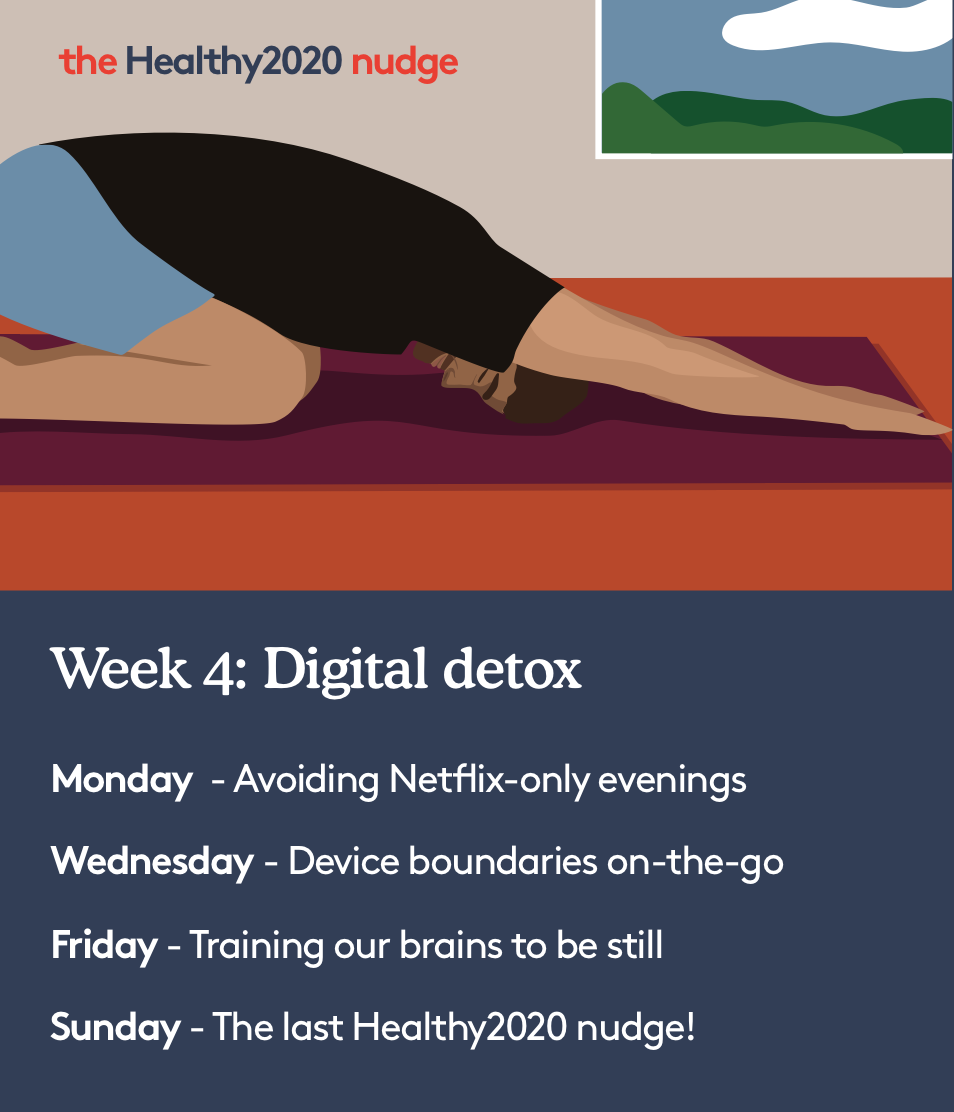 the Healthy2020 nudge
Week 4: Digital detox
Monday - Avoiding Netflix-only evenings
Wednesday - Device boundaries on-the-go
Friday - Training our brains to be still
Sunday - The last Healthy2020 nudge!